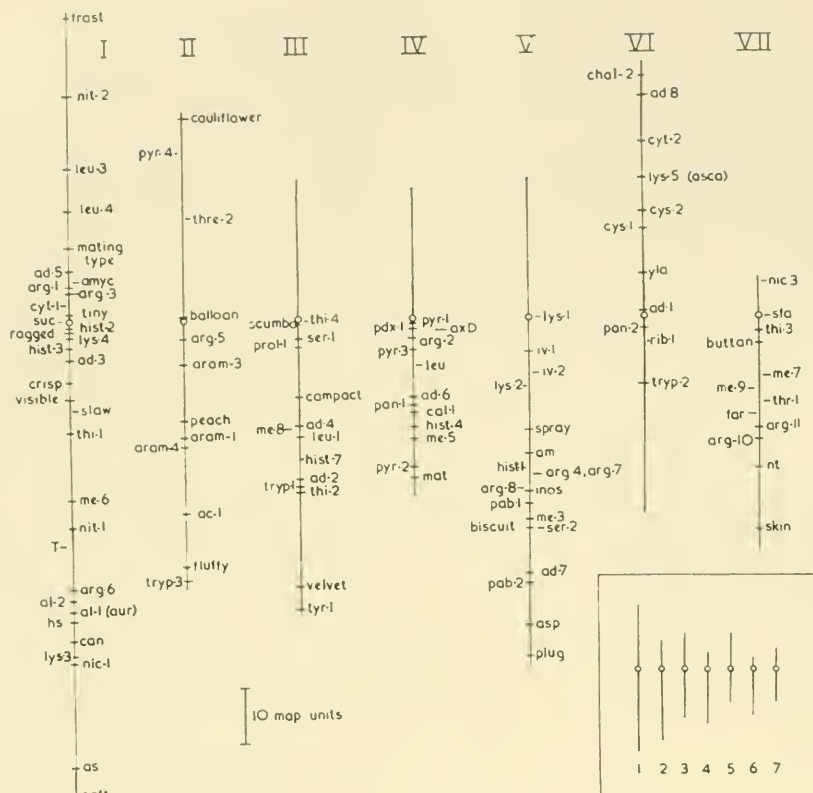 I II III IV V VI VII
frost
nit-2
leu-3
leu-4
mating
type
ad-5
amyc
arg-1
arg-3
cyt-1
tiny
suc
hist-2
ragged
lys-4
hist-3
ad-3
crisp
visible
slow
thi-1
me-6
nit-1
T
arg-6
al-2
al-1 (aur)
hs
can
lys-3
nic-1
as
cauliflower
pyr-4
thre-2
balloon
arg-5
arom-3
peach
arom-1
arom-4
ac-1
fluffy
tryp-3
thi-4
scumbo
ser-1
prol-1
compact
ad-4
me-8
leu-1
hist-7
ad-2
tryp-1
thi-2
velvet
tyr-1
pyr-1
pdx-1
oxD
arg-2
pyr-3
leu
ad-6
pan-1
col-1
hist-4
me-5
pyr-2
mat
lys-1
iv-1
iv-2
lys-2
spray
am
hist-1
arg 4, arg-7
arg-8
inos
pab-1
me-3
biscuit
ser-2
ad-7
pab-2
asp
plug
chol-2
ad 8
cyt-2
lys-5 (asco)
cys-2
cys-1
ylo
ad-1
pan-2
rib-1
tryp-2
nic 3
sfo
thi-3
button
me-7
me-9
thr-1
for
arg-11
arg-10
nt
skin
10 map units
1 2 3 4 5 6 7